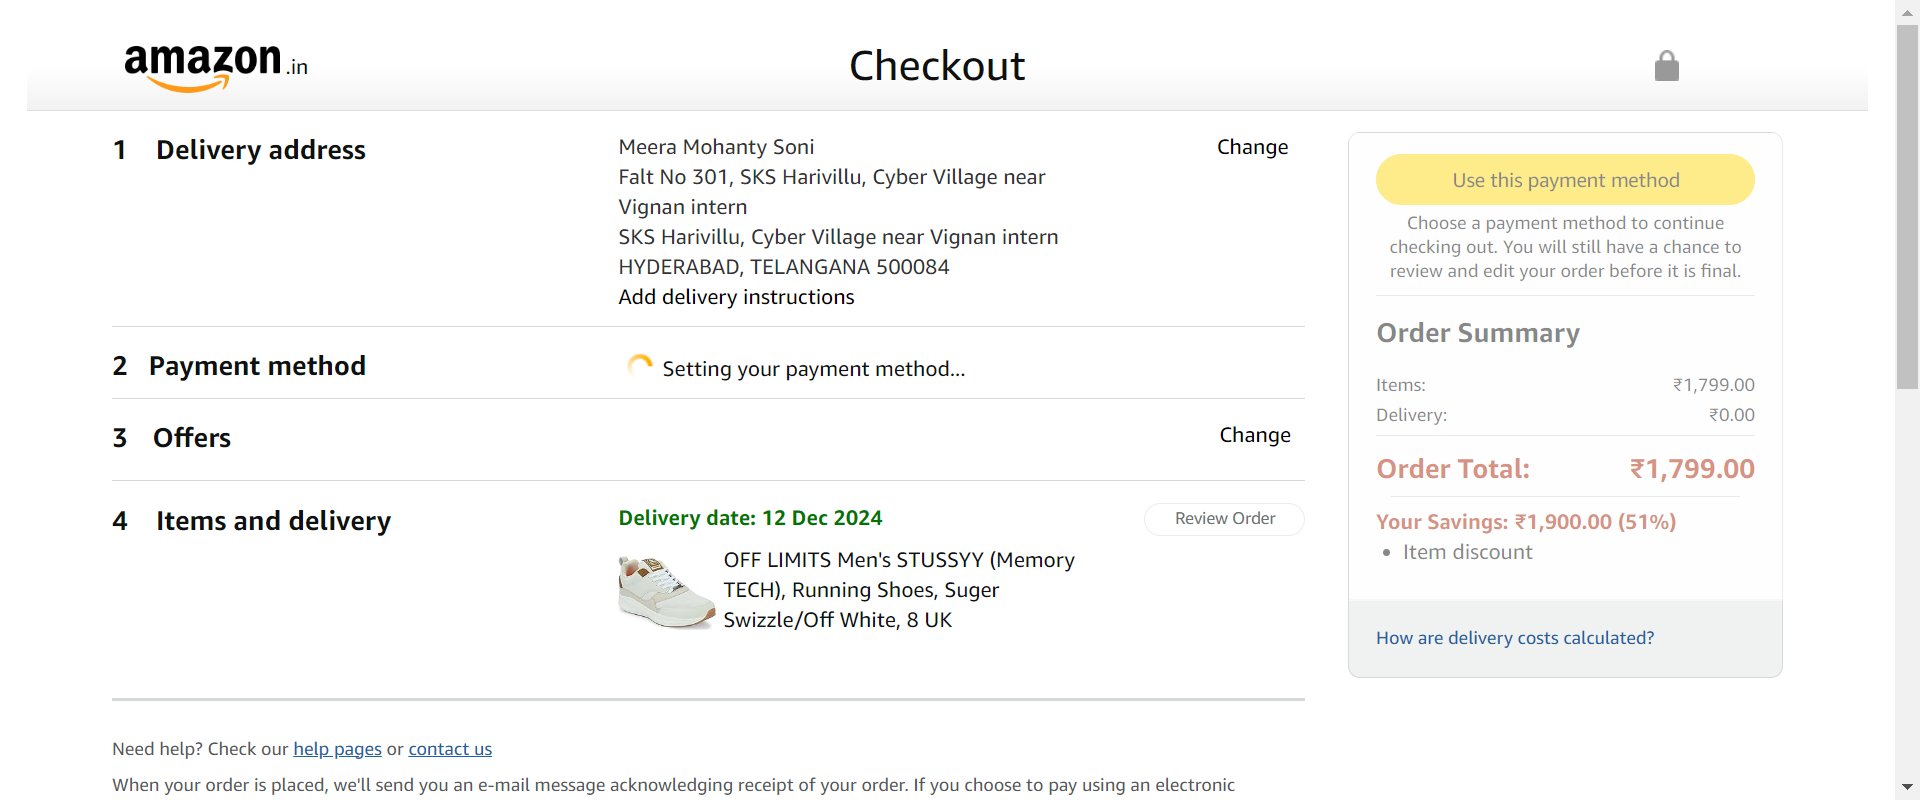 amazon.in
Checkout
1 Delivery address
Meera Mohanty Soni
Falt No 301, SKS Harivillu, Cyber Village near
Vignan intern
SKS Harivillu, Cyber Village near Vignan intern
HYDERABAD, TELANGANA 500084
Add delivery instructions
Change
2 Payment method
Setting your payment method...
3 Offers
Change
4 Items and delivery
Delivery date: 12 Dec 2024
Review Order
OFF LIMITS Men's STUSSYY (Memory
TECH), Running Shoes, Suger
Swizzle/Off White, 8 UK
Use this payment method
Choose a payment method to continue
checking out. You will still have a chance to
review and edit your order before it is final.
Order Summary
Items: ₹1,799.00
Delivery: ₹0.00
Order Total: ₹1,799.00
Your Savings: ₹1,900.00 (51%)
• Item discount
How are delivery costs calculated?
Need help? Check our help pages or contact us
When your order is placed, we'll send you an e-mail message acknowledging receipt of your order. If you choose to pay using an electronic